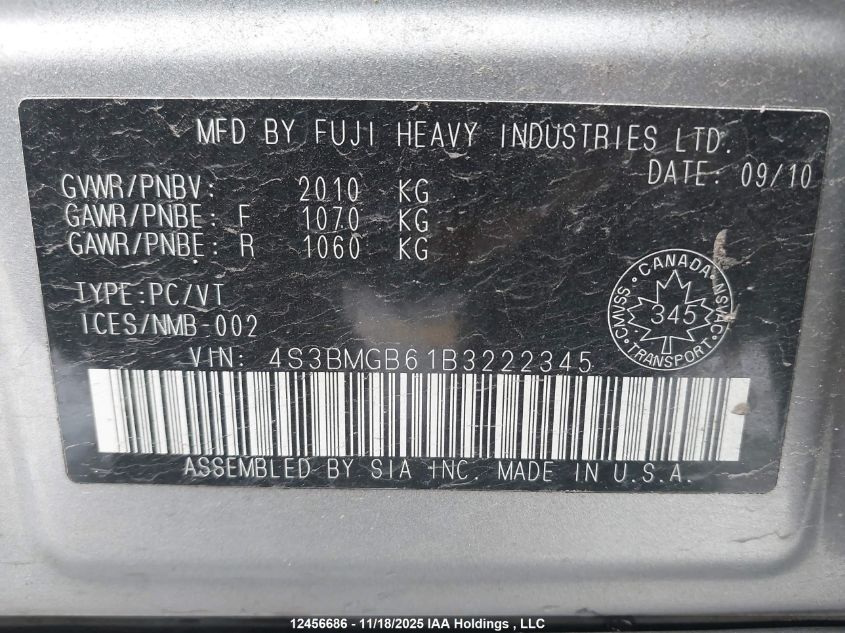 MFD BY FUJI HEAVY INDUSTRIES LTD.
DATE: 09/10
GVWR/PNBV: 2010 KG
GAWR/PNBE: F 1070 KG
GAWR/PNBE: R 1060 KG
TYPE:PC/VT
ICES/NMB-002
CANADA
CMVSS 345 NSVAC
TRANSPORT
VIN: 4S3BMGB61B3222345
ASSEMBLED BY SIA INC. MADE IN U.S.A.
12456686 - 11/18/2025 IAA Holdings , LLC